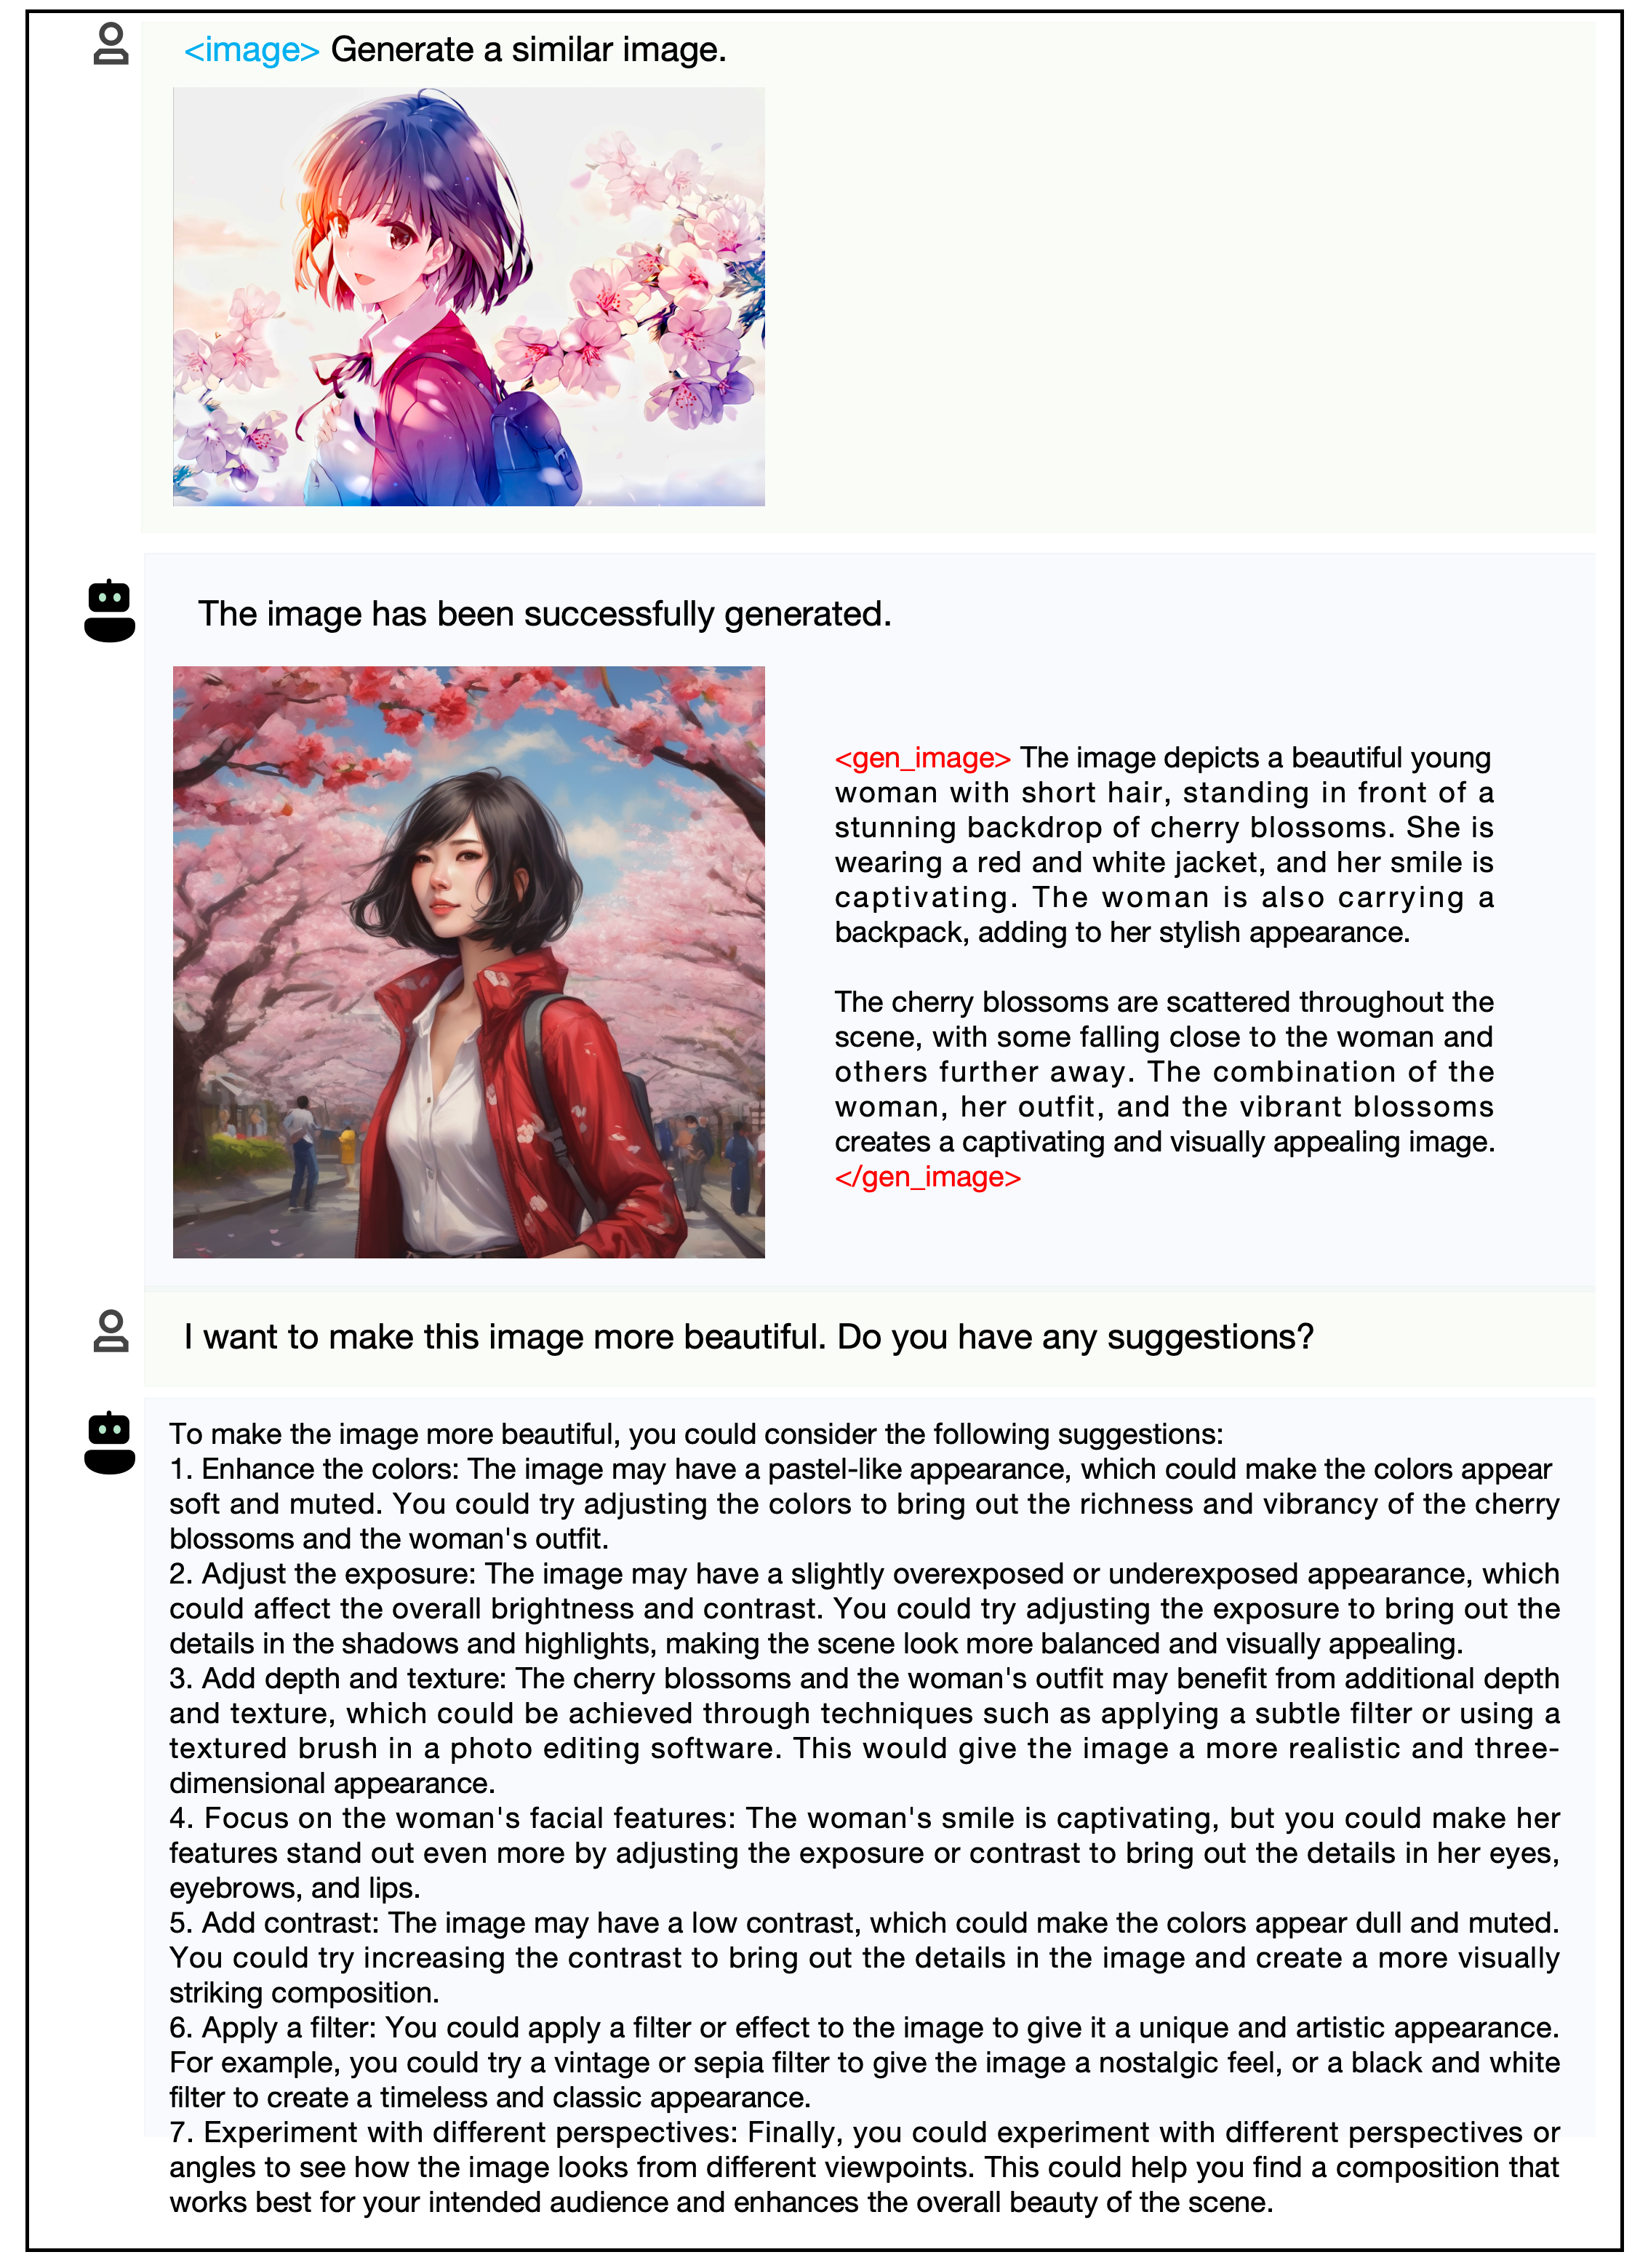 <image> Generate a similar image.
The image has been successfully generated.
<gen_image> The image depicts a beautiful young
woman with short hair, standing in front of a
stunning backdrop of cherry blossoms. She is
wearing a red and white jacket, and her smile is
captivating. The woman is also carrying a
backpack, adding to her stylish appearance.
The cherry blossoms are scattered throughout the
scene, with some falling close to the woman and
others further away. The combination of the
woman, her outfit, and the vibrant blossoms
creates a captivating and visually appealing image.
</gen_image>
I want to make this image more beautiful. Do you have any suggestions?
To make the image more beautiful, you could consider the following suggestions:
1. Enhance the colors: The image may have a pastel-like appearance, which could make the colors appear
soft and muted. You could try adjusting the colors to bring out the richness and vibrancy of the cherry
blossoms and the woman's outfit.
2. Adjust the exposure: The image may have a slightly overexposed or underexposed appearance, which
could affect the overall brightness and contrast. You could try adjusting the exposure to bring out the
details in the shadows and highlights, making the scene look more balanced and visually appealing.
3. Add depth and texture: The cherry blossoms and the woman's outfit may benefit from additional depth
and texture, which could be achieved through techniques such as applying a subtle filter or using a
textured brush in a photo editing software. This would give the image a more realistic and three-
dimensional appearance.
4. Focus on the woman's facial features: The woman's smile is captivating, but you could make her
features stand out even more by adjusting the exposure or contrast to bring out the details in her eyes,
eyebrows, and lips.
5. Add contrast: The image may have a low contrast, which could make the colors appear dull and muted.
You could try increasing the contrast to bring out the details in the image and create a more visually
striking composition.
6. Apply a filter: You could apply a filter or effect to the image to give it a unique and artistic appearance.
For example, you could try a vintage or sepia filter to give the image a nostalgic feel, or a black and white
filter to create a timeless and classic appearance.
7. Experiment with different perspectives: Finally, you could experiment with different perspectives or
angles to see how the image looks from different viewpoints. This could help you find a composition that
works best for your intended audience and enhances the overall beauty of the scene.